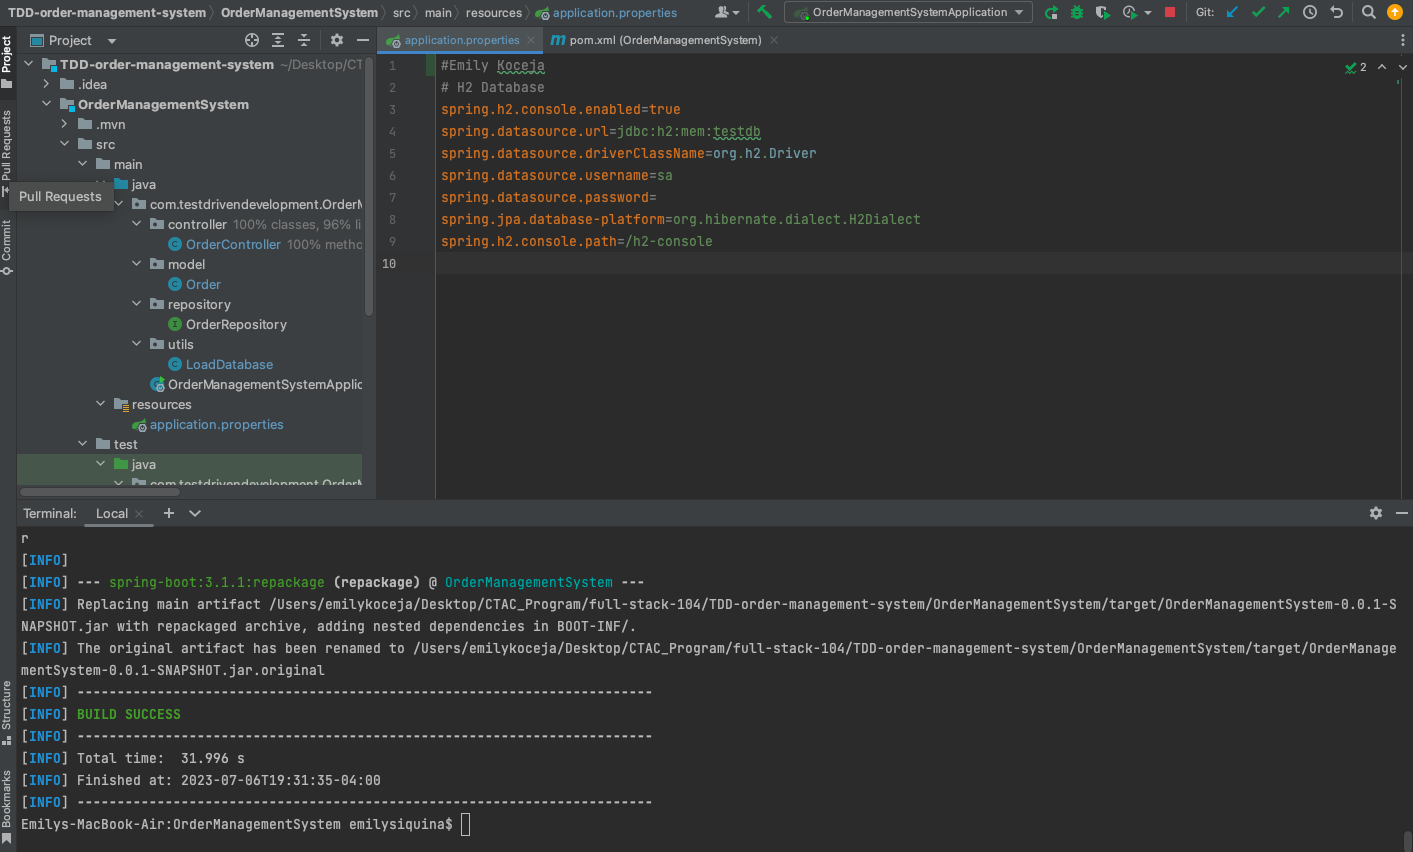 TDD-order-management-system > OrderManagementSystem > src > main > resources > application.properties
OrderManagementSystemApplication
Git:
Project
Pull Requests
Commit
Structure
Bookmarks
Project
TDD-order-management-system ~/Desktop/CT
.idea
OrderManagementSystem
.mvn
src
main
java
Pull Requests
com.testdrivendevelopment.Order
controller 100% classes, 96% li
OrderController 100% metho
model
Order
repository
OrderRepository
utils
LoadDatabase
OrderManagementSystemApplic
resources
application.properties
test
java
com.testdrivendevelopment.Order
application.properties
pom.xml (OrderManagementSystem)
2
1 #Emily Koceja
2 # H2 Database
3 spring.h2.console.enabled=true
4 spring.datasource.url=jdbc:h2:mem:testdb
5 spring.datasource.driverClassName=org.h2.Driver
6 spring.datasource.username=sa
7 spring.datasource.password=
8 spring.jpa.database-platform=org.hibernate.dialect.H2Dialect
9 spring.h2.console.path=/h2-console
10
Terminal: Local
r
[INFO]
[INFO] --- spring-boot:3.1.1:repackage (repackage) @ OrderManagementSystem ---
[INFO] Replacing main artifact /Users/emilykoceja/Desktop/CTAC_Program/full-stack-104/TDD-order-management-system/OrderManagementSystem/target/OrderManagementSystem-0.0.1-S
NAPSHOT.jar with repackaged archive, adding nested dependencies in BOOT-INF/.
[INFO] The original artifact has been renamed to /Users/emilykoceja/Desktop/CTAC_Program/full-stack-104/TDD-order-management-system/OrderManagementSystem/target/OrderManage
mentSystem-0.0.1-SNAPSHOT.jar.original
[INFO] ------------------------------------------------------------------------
[INFO] BUILD SUCCESS
[INFO] ------------------------------------------------------------------------
[INFO] Total time:  31.996 s
[INFO] Finished at: 2023-07-06T19:31:35-04:00
[INFO] ------------------------------------------------------------------------
Emilys-MacBook-Air:OrderManagementSystem emilysiquina$